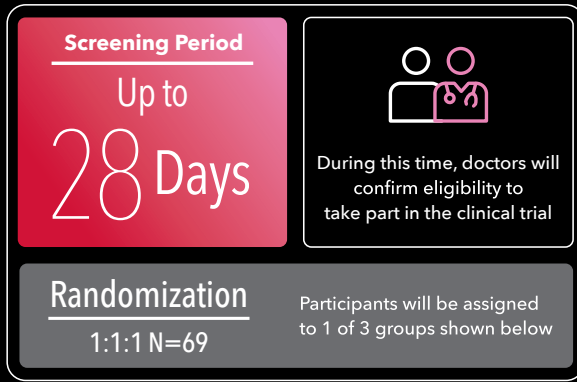 Screening Period
Up to
28 Days
During this time, doctors will
confirm eligibility to
take part in the clinical trial
Randomization
1:1:1 N=69
Participants will be assigned
to 1 of 3 groups shown below